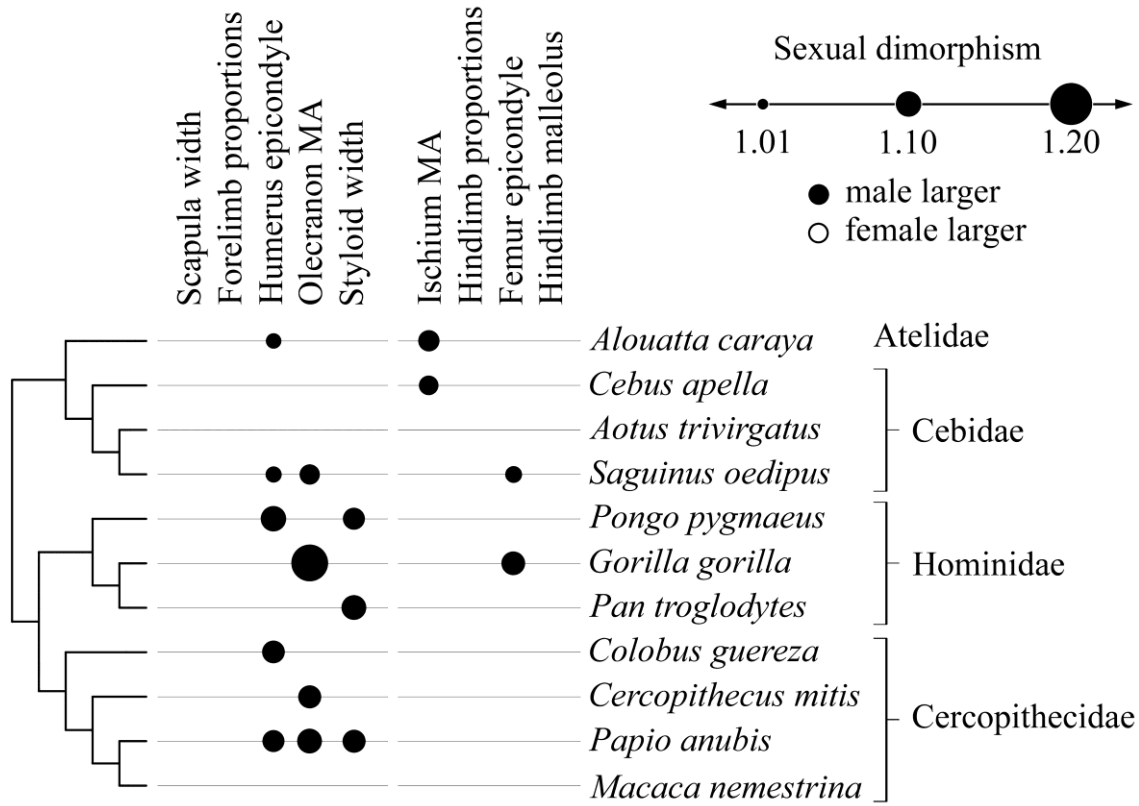 Scapula width
Forelimb proportions
Humerus epicondyle
Olecranon MA
Styloid width
Ischium MA
Hindlimb proportions
Femur epicondyle
Hindlimb malleolus
Sexual dimorphism
1.01 1.10 1.20
male larger
female larger
Alouatta caraya
Atelidae
Cebus apella
Aotus trivirgatus
Cebidae
Saguinus oedipus
Pongo pygmaeus
Gorilla gorilla
Hominidae
Pan troglodytes
Colobus guereza
Cercopithecus mitis
Cercopithecidae
Papio anubis
Macaca nemestrina